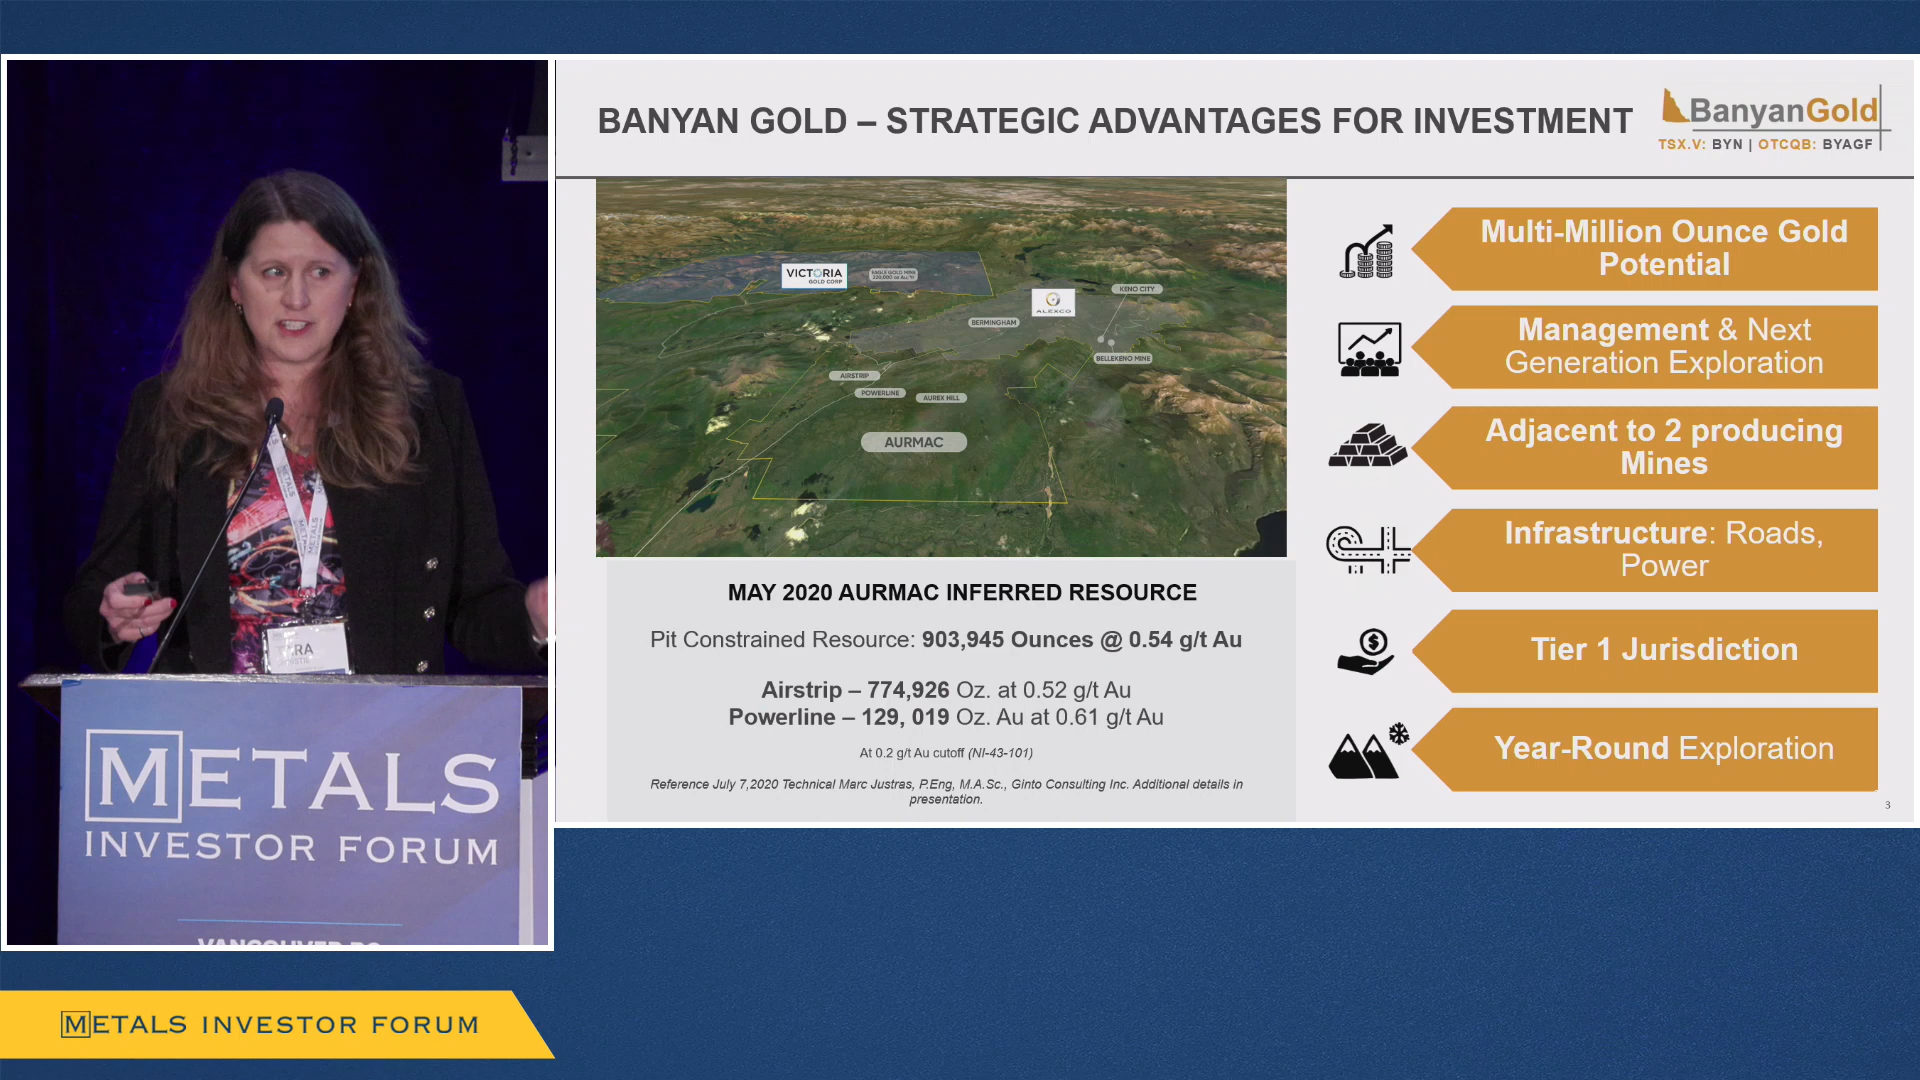 BANYAN GOLD – STRATEGIC ADVANTAGES FOR INVESTMENT
BanyanGold
TSX.V: BYN | OTCQB: BYAGF
VICTORIA
GOLD CORP
EAGLE GOLD MINE
KENO CITY
ALEXCO
BERMINGHAM
BELLEKENO MINE
AIRSTRIP
POWERLINE
AUREX HILL
AURMAC
MAY 2020 AURMAC INFERRED RESOURCE
Pit Constrained Resource: 903,945 Ounces @ 0.54 g/t Au
Airstrip – 774,926 Oz. at 0.52 g/t Au
Powerline – 129, 019 Oz. Au at 0.61 g/t Au
At 0.2 g/t Au cutoff (NI-43-101)
Reference July 7,2020 Technical Marc Justras, P.Eng, M.A.Sc., Ginto Consulting Inc. Additional details in
presentation.
Multi-Million Ounce Gold
Potential
Management & Next
Generation Exploration
Adjacent to 2 producing
Mines
Infrastructure: Roads,
Power
Tier 1 Jurisdiction
Year-Round Exploration
3
METALS
METALS
METALS
INVESTOR FORUM
METALS INVESTOR FORUM